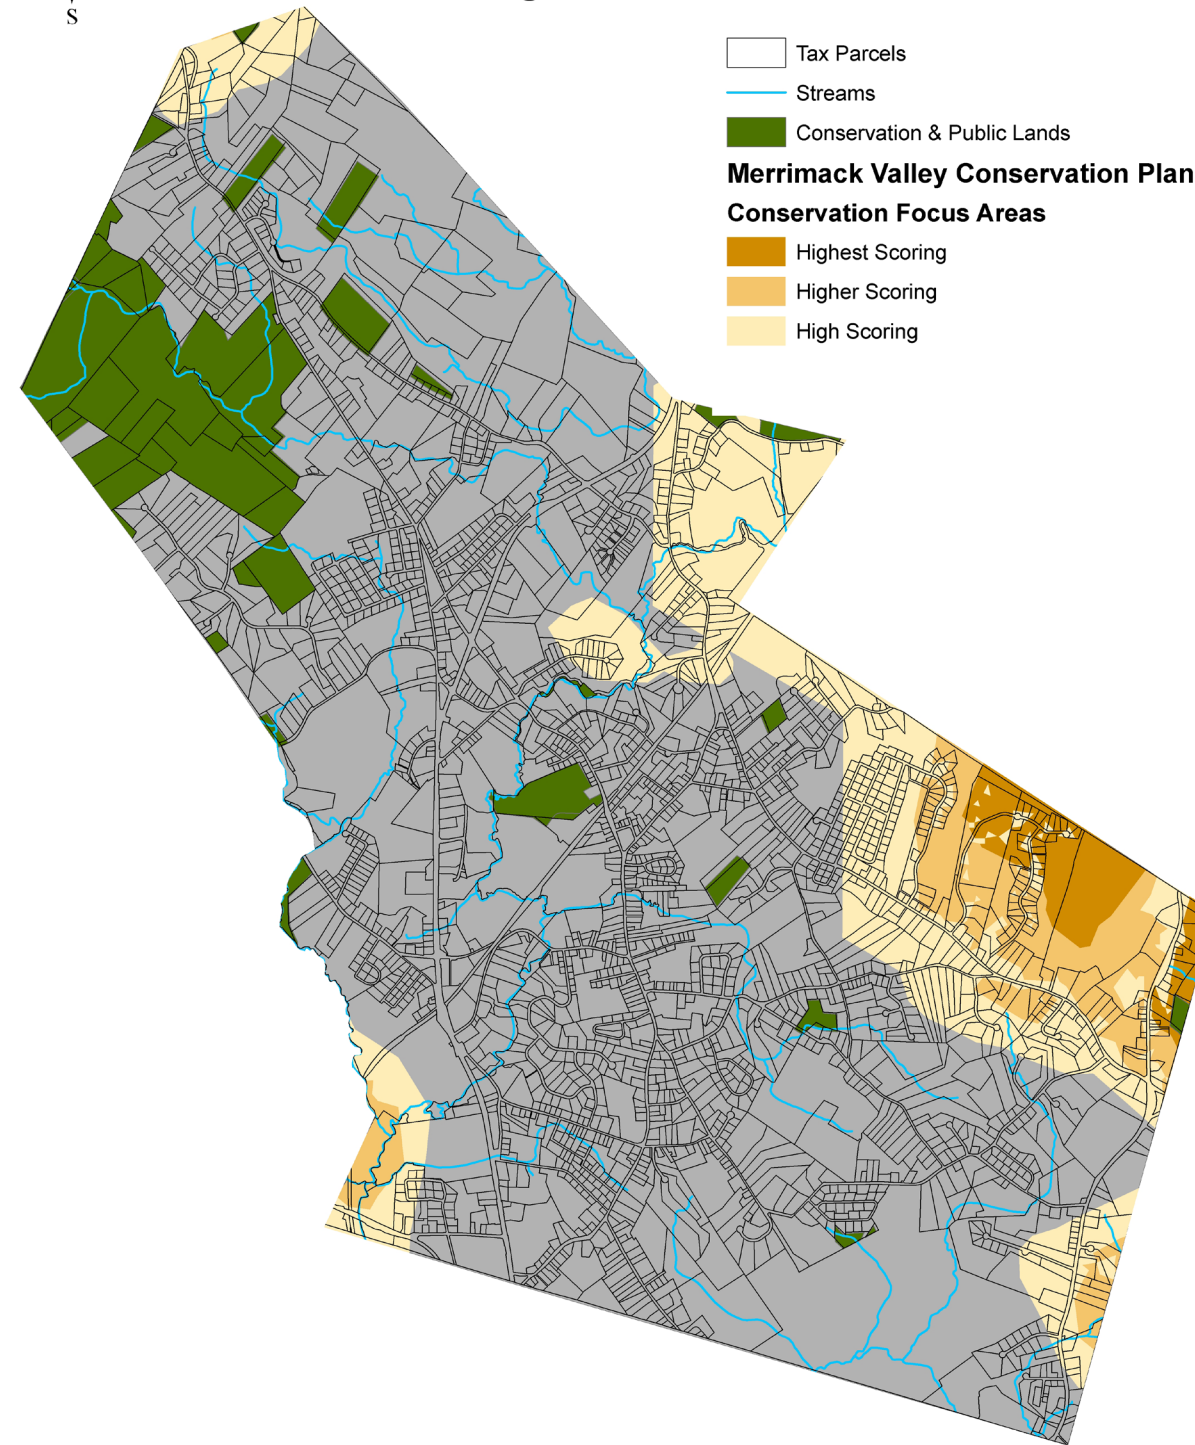 S
Tax Parcels
Streams
Conservation & Public Lands
Merrimack Valley Conservation Plan
Conservation Focus Areas
Highest Scoring
Higher Scoring
High Scoring